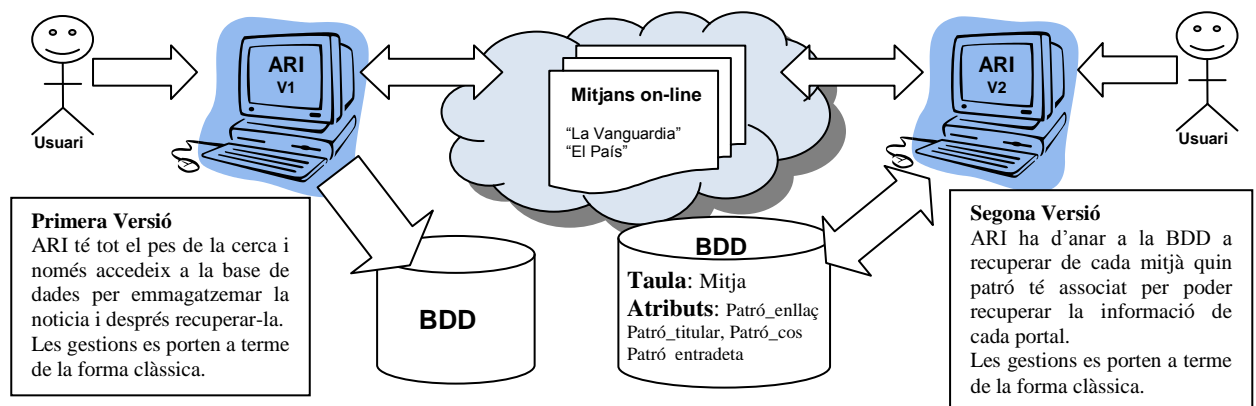 ARI
V1
Usuari
Mitjans on-line
“La Vanguardia”
“El País”
ARI
V2
Usuari
Primera Versió
ARI té tot el pes de la cerca i
només accedeix a la base de
dades per emmagatzemar la
noticia i després recuperar-la.
Les gestions es porten a terme
de la forma clàssica.
BDD
BDD
Taula: Mitja
Atributs: Patró_enllaç
Patró_titular, Patró_cos
Patró entradeta
Segona Versió
ARI ha d’anar a la BDD a
recuperar de cada mitjà quin
patró té associat per poder
recuperar la informació de
cada portal.
Les gestions es porten a terme
de la forma clàssica.